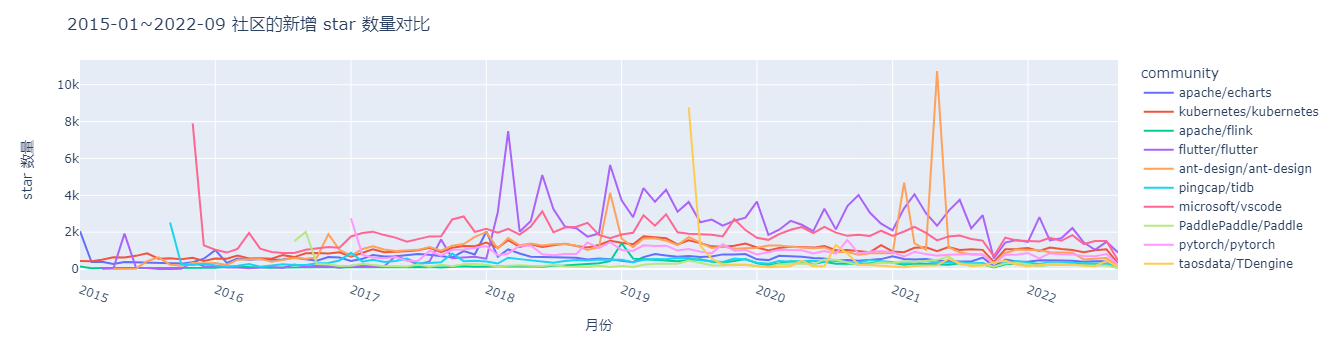 2015-01~2022-09 社区的新增 star 数量对比
star 数量
10k
8k
6k
4k
2k
0
2015
2016
2017
2018
2019
2020
2021
2022
月份
community
apache/echarts
kubernetes/kubernetes
apache/flink
flutter/flutter
ant-design/ant-design
pingcap/tidb
microsoft/vscode
PaddlePaddle/Paddle
pytorch/pytorch
taosdata/TDengine